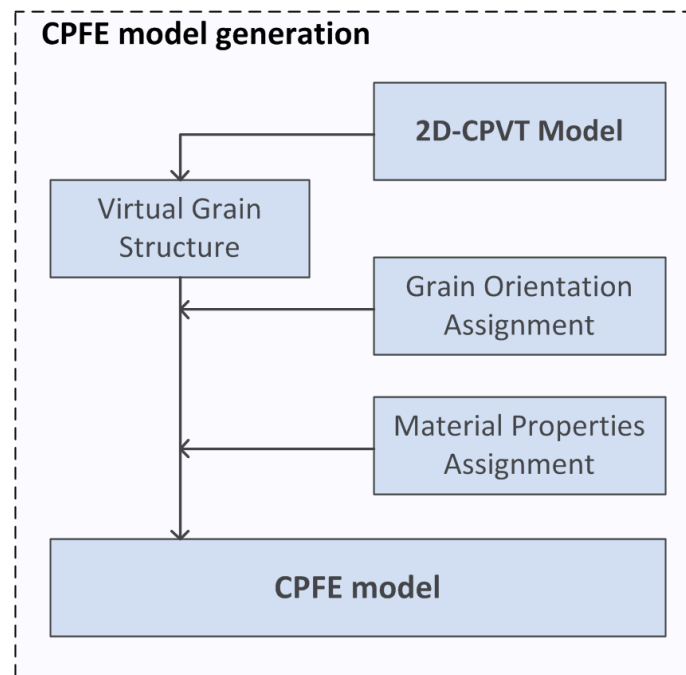 CPFE model generation
2D-CPVT Model
Virtual Grain
Structure
Grain Orientation
Assignment
Material Properties
Assignment
CPFE model